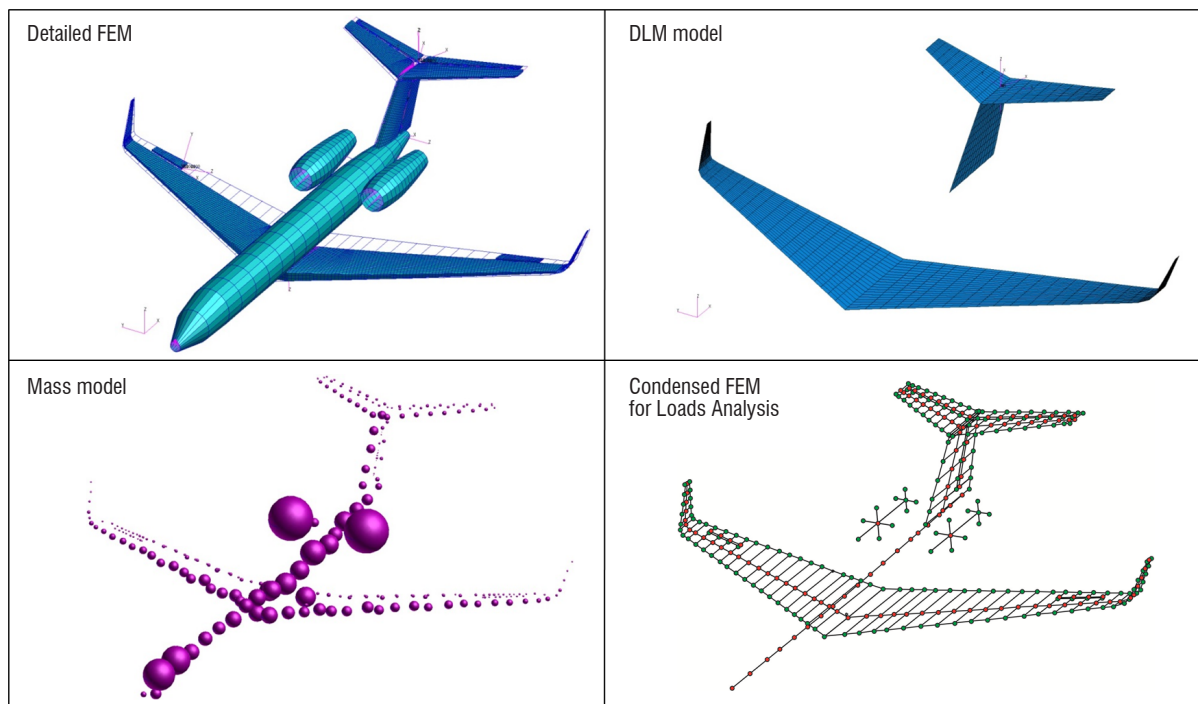 Detailed FEM
DLM model
Mass model
Condensed FEM
for Loads Analysis